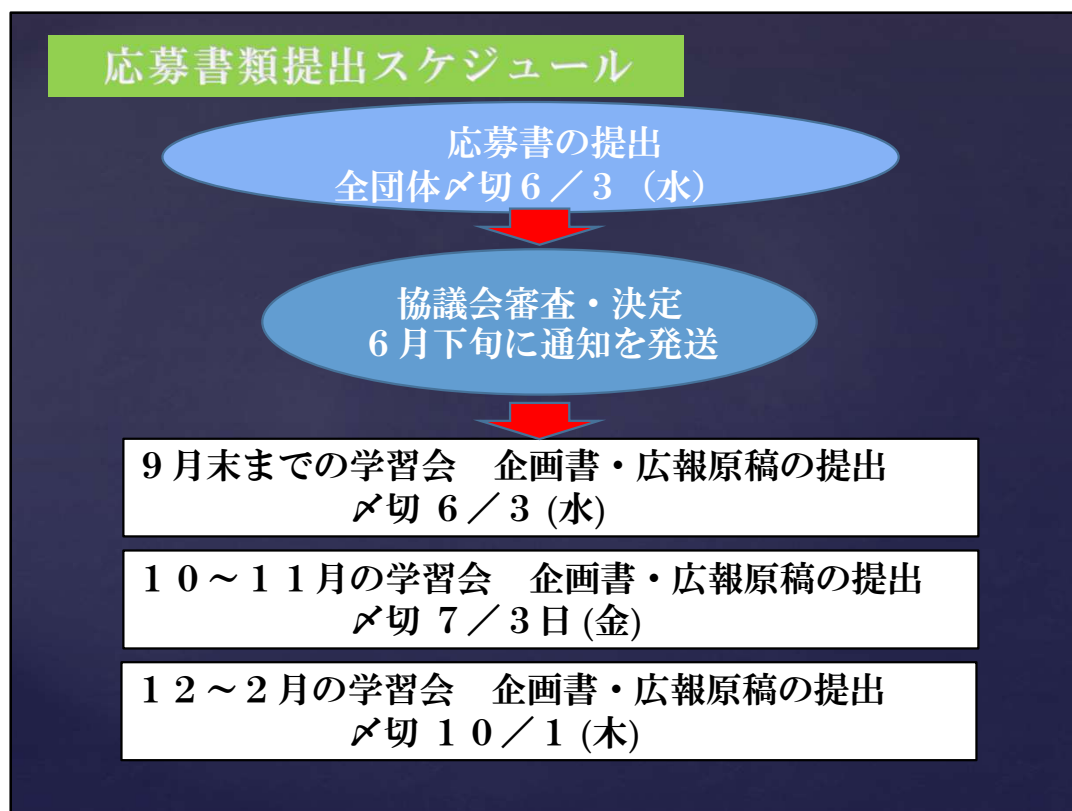 応募書類提出スケジュール
応募書の提出
全団体〆切６／３（水）
協議会審査・決定
６月下旬に通知を発送
９月末までの学習会　企画書・広報原稿の提出
〆切 ６／３ (水)
１０～１１月の学習会　企画書・広報原稿の提出
〆切 ７／３日 (金)
１２～２月の学習会　企画書・広報原稿の提出
〆切 １０／１ (木)